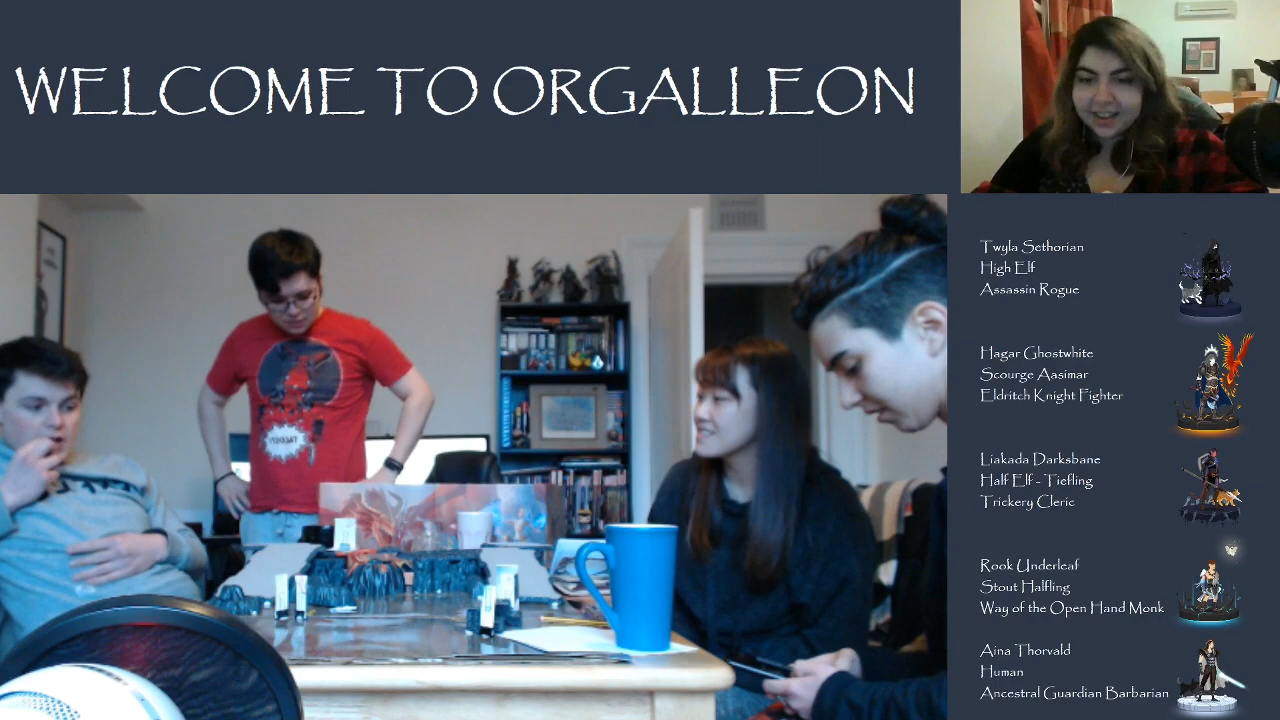 WELCOME TO ORGALLEON
Twyla Sethorian
High Elf
Assassin Rogue
Hagar Ghostwhite
Scourge Aasimar
Eldritch Knight Fighter
Liakada Darksbane
Half Elf - Tiefling
Trickery Cleric
Rook Underleaf
Stout Halfling
Way of the Open Hand Monk
Aina Thorvald
Human
Ancestral Guardian Barbarian